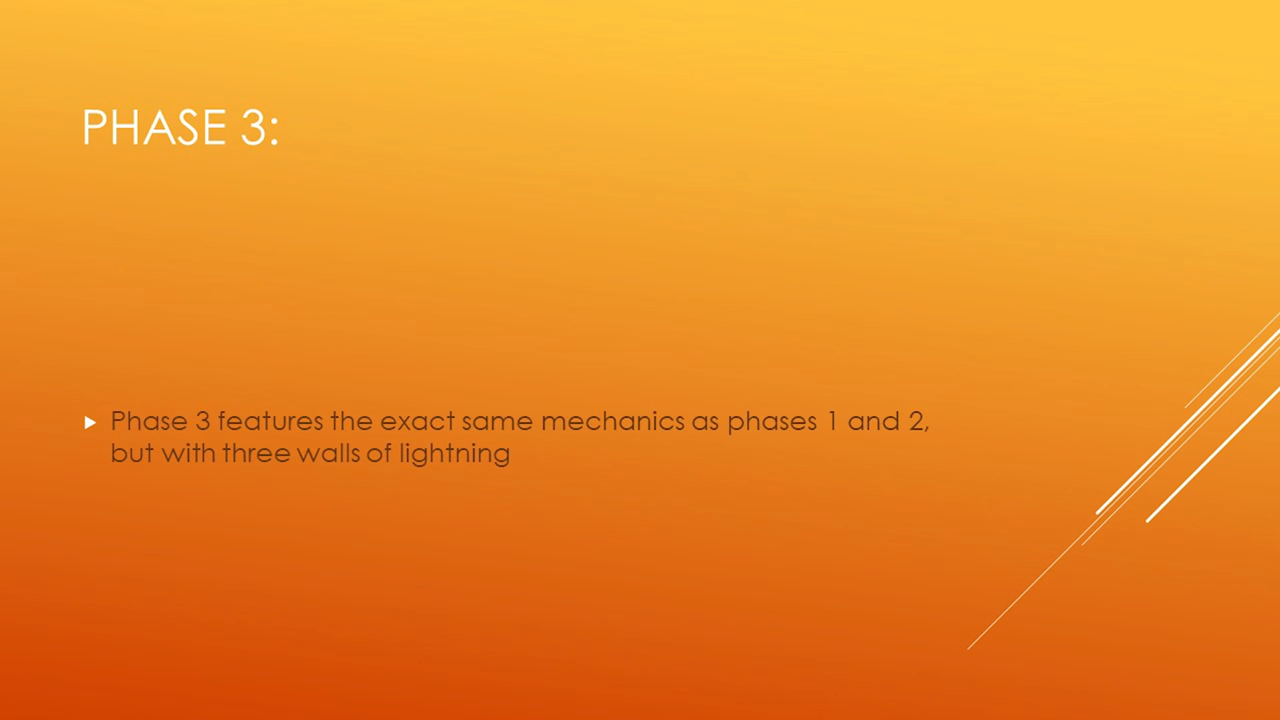 PHASE 3:
Phase 3 features the exact same mechanics as phases 1 and 2,
but with three walls of lightning